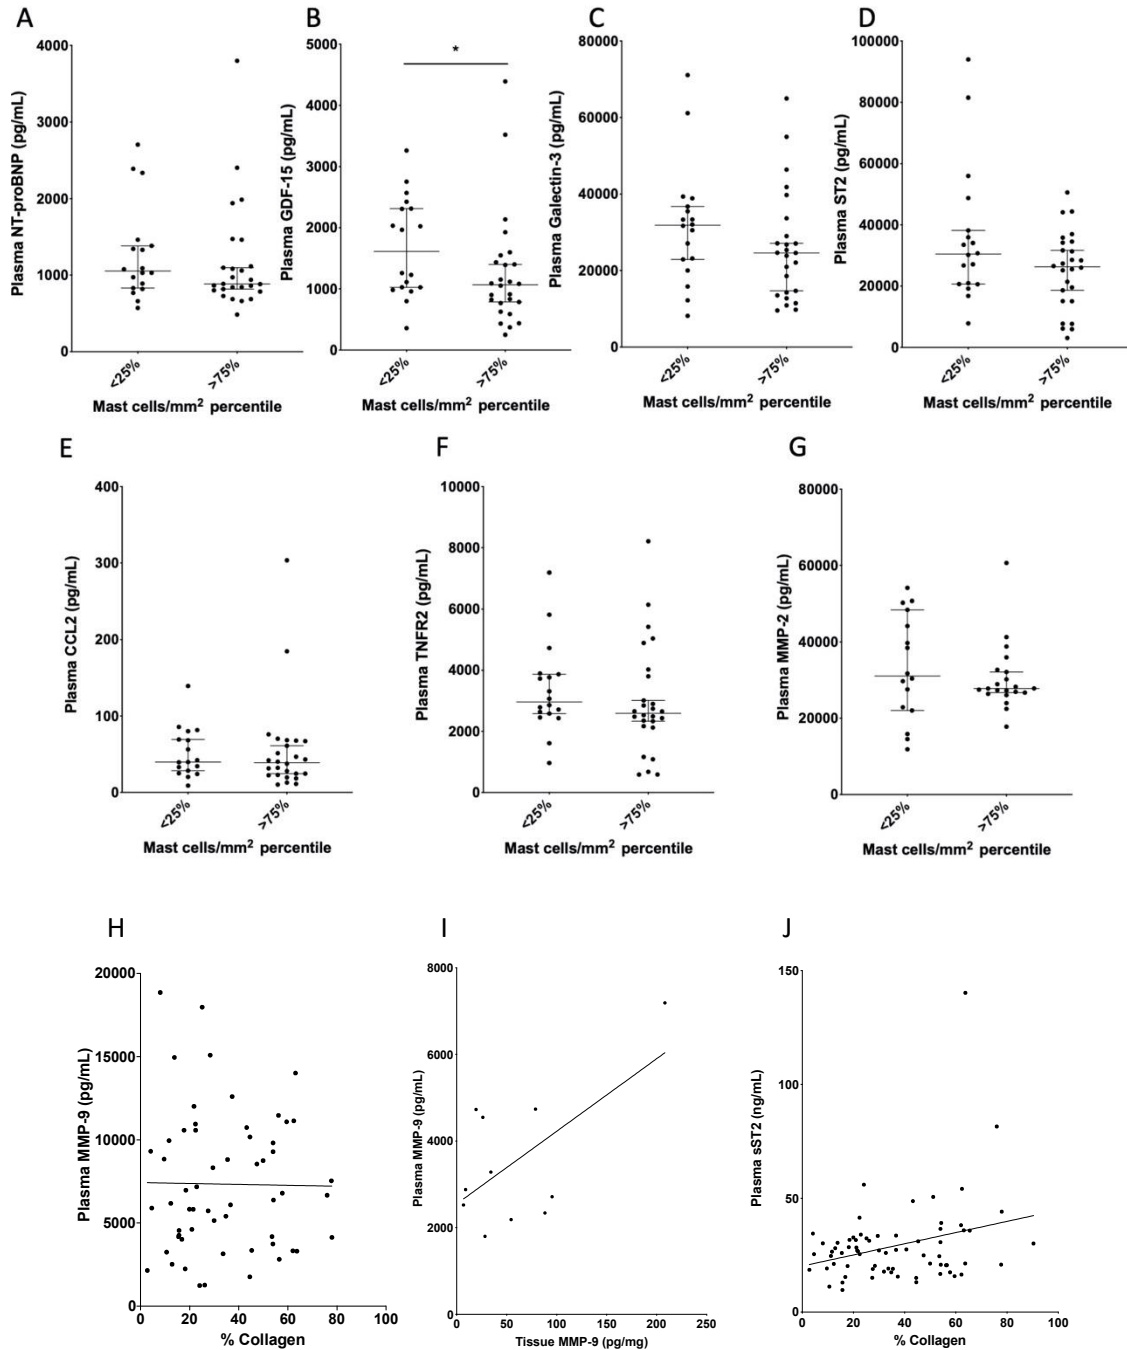 A
B
C
D
Plasma NT-proBNP (pg/mL)
4000
3000
2000
1000
0
<25%
>75%
Mast cells/mm² percentile
Plasma GDF-15 (pg/mL)
5000
4000
3000
2000
1000
0
*
<25%
>75%
Mast cells/mm² percentile
Plasma Galectin-3 (pg/mL)
80000
60000
40000
20000
0
<25%
>75%
Mast cells/mm² percentile
Plasma ST2 (pg/mL)
100000
80000
60000
40000
20000
0
<25%
>75%
Mast cells/mm² percentile
E
F
G
Plasma CCL2 (pg/mL)
400
300
200
100
0
<25%
>75%
Mast cells/mm² percentile
Plasma TNFR2 (pg/mL)
10000
8000
6000
4000
2000
0
<25%
>75%
Mast cells/mm² percentile
Plasma MMP-2 (pg/mL)
80000
60000
40000
20000
0
<25%
>75%
Mast cells/mm² percentile
H
I
J
Plasma MMP-9 (pg/mL)
20000
15000
10000
5000
0
0 20 40 60 80 100
% Collagen
Plasma MMP-9 (pg/mL)
8000
6000
4000
2000
0
0 50 100 150 200 250
Tissue MMP-9 (pg/mg)
Plasma sST2 (ng/mL)
150
100
50
0
0 20 40 60 80 100
% Collagen